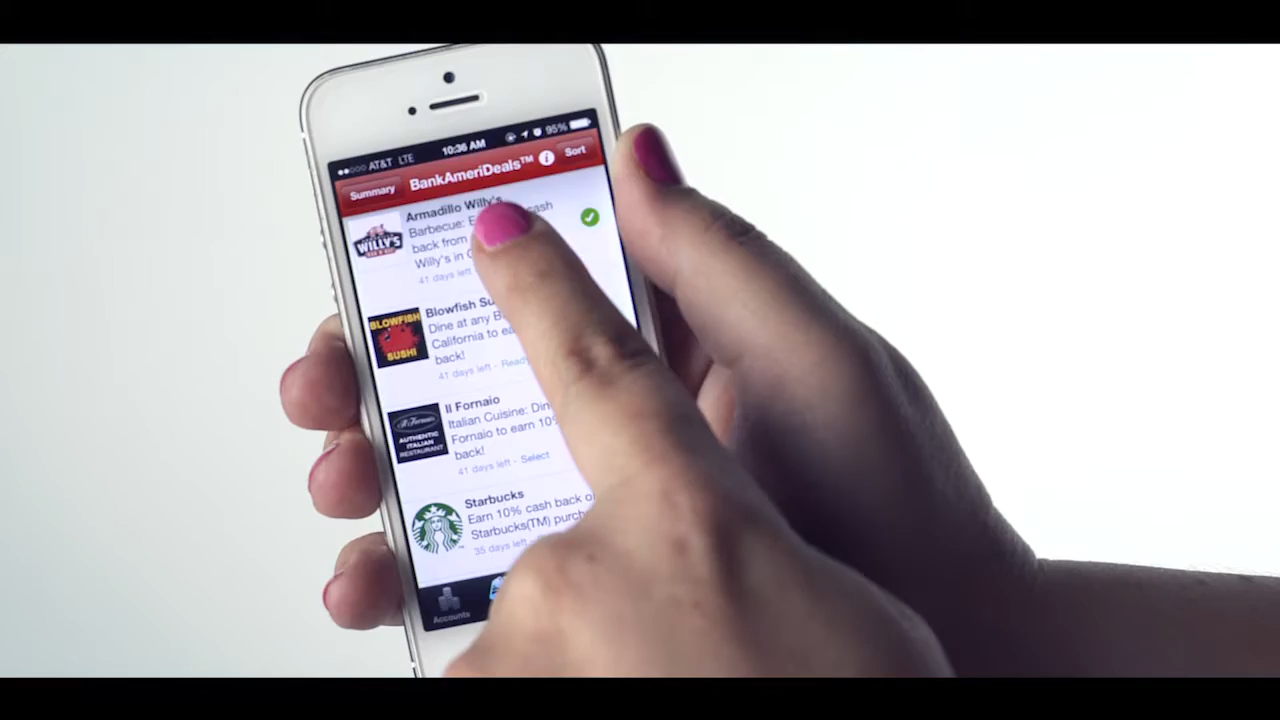 AT&T LTE 10:36 AM 95%
Summary BankAmeriDeals™ i Sort
Armadillo Willy's
Barbecue: cash
back from
Willy's in
41 days left
WILLY'S
Blowfish
Dine at any
California to
back!
41 days left · Ready
BLOWFISH
SUSHI
Il Fornaio
Italian Cuisine:
Fornaio to earn 10%
back!
41 days left · Select
Il Fornaio
AUTHENTIC
ITALIAN
RESTAURANT
Starbucks
Earn 10% cash back
Starbucks(TM)
35 days left
Accounts